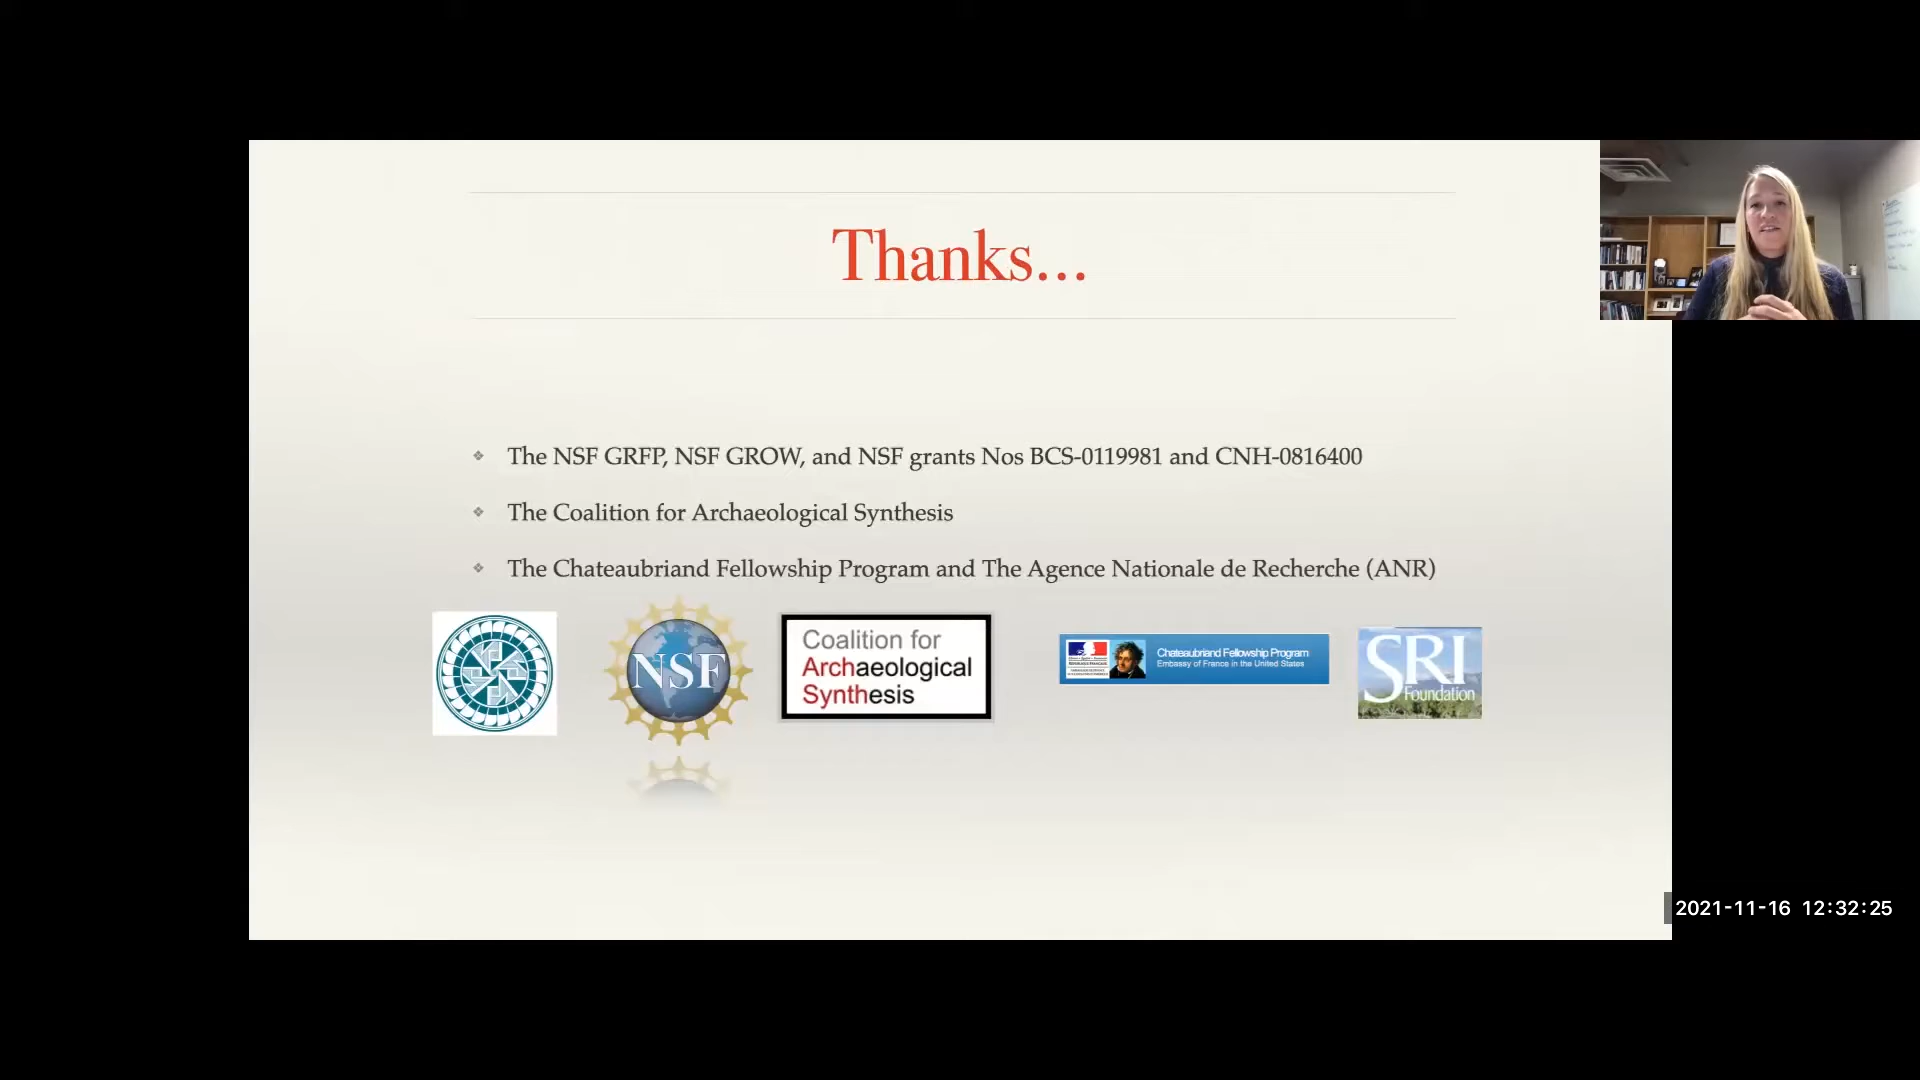 Thanks...
❖ The NSF GRFP, NSF GROW, and NSF grants Nos BCS-0119981 and CNH-0816400
❖ The Coalition for Archaeological Synthesis
❖ The Chateaubriand Fellowship Program and The Agence Nationale de Recherche (ANR)
NSF
Coalition for
Archaeological
Synthesis
Chateaubriand Fellowship Program
Embassy of France in the United States
SRI
Foundation
2021-11-16 12:32:25